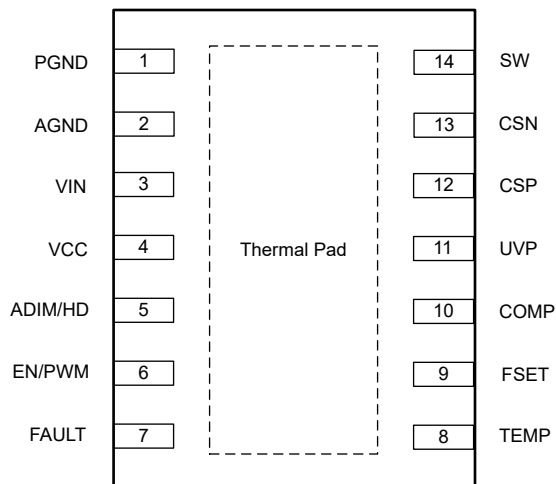 PGND 1 14 SW
AGND 2 13 CSN
VIN 3 12 CSP
VCC 4 Thermal Pad 11 UVP
ADIM/HD 5 10 COMP
EN/PWM 6 9 FSET
FAULT 7 8 TEMP